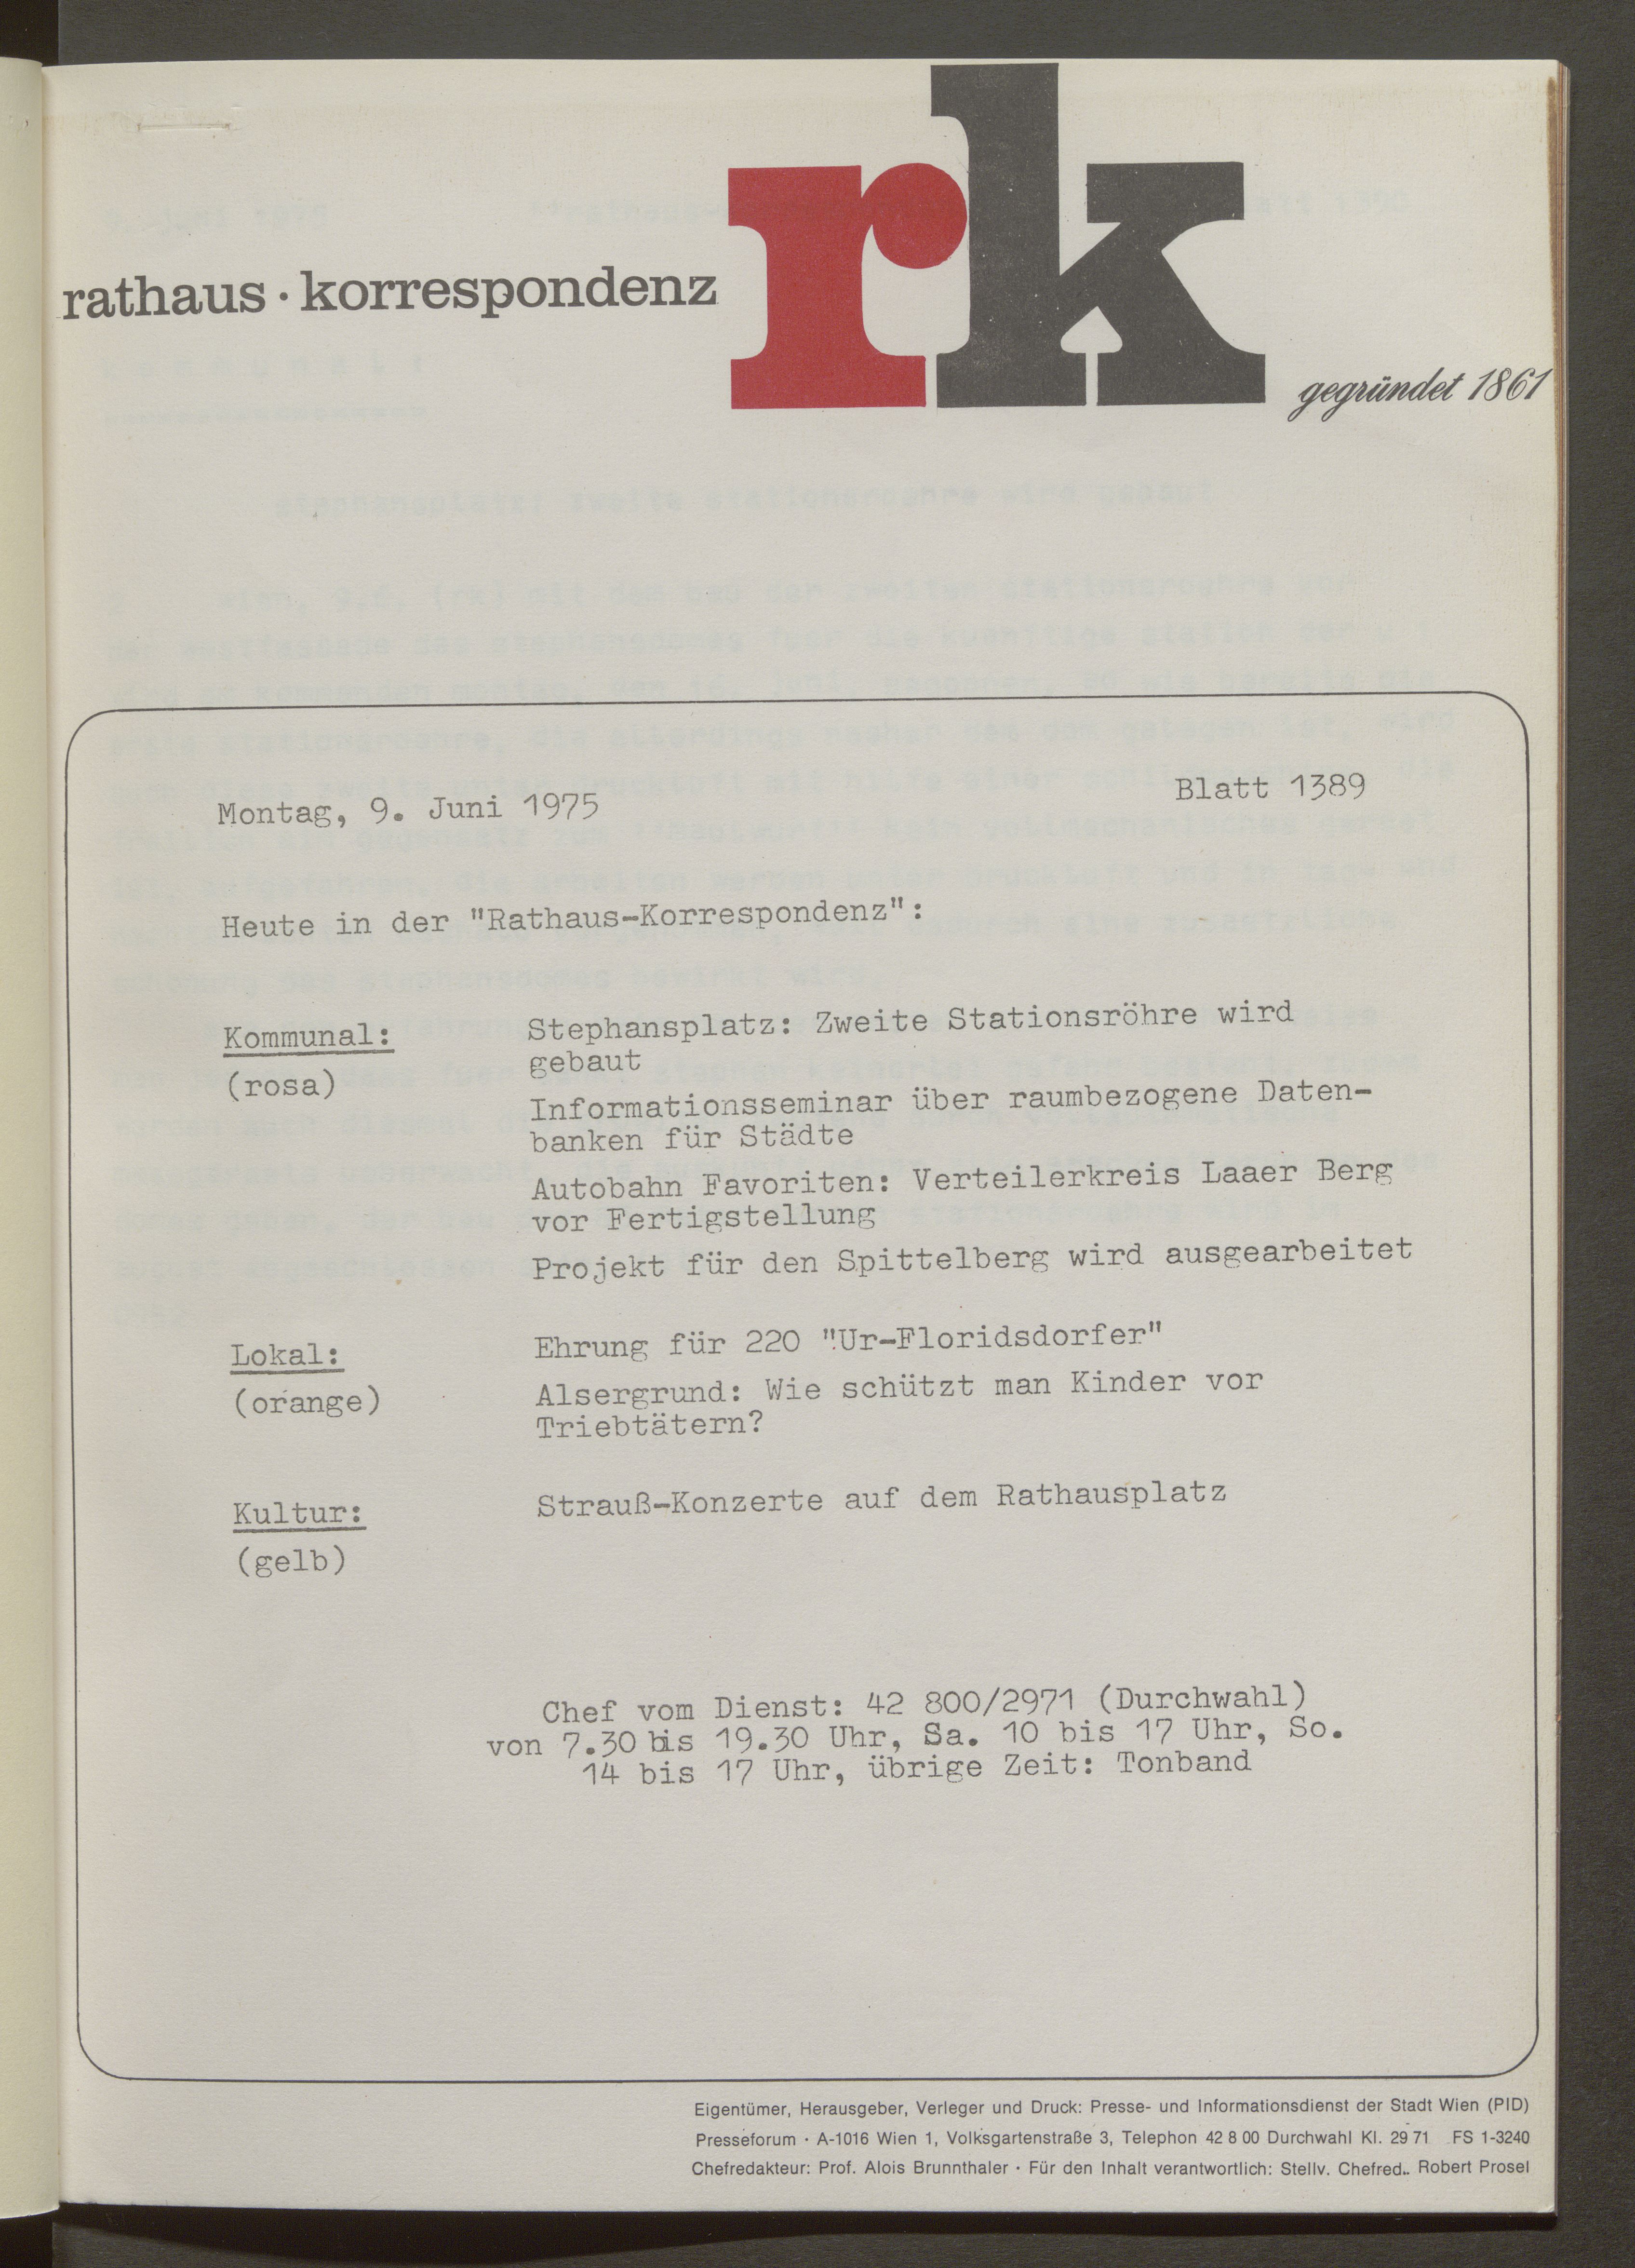 rk
rathaus · korrespondenz
gegründet 1861
Montag, 9. Juni 1975
Blatt 1389
Heute in der "Rathaus-Korrespondenz":
Kommunal:
(rosa)
Stephansplatz: Zweite Stationsröhre wird
gebaut
Informationsseminar über raumbezogene Daten-
banken für Städte
Autobahn Favoriten: Verteilerkreis Laaer Berg
vor Fertigstellung
Projekt für den Spittelberg wird ausgearbeitet
Lokal:
(orange)
Ehrung für 220 "Ur-Floridsdorfer"
Alsergrund: Wie schützt man Kinder vor
Triebtätern?
Kultur:
(gelb)
Strauß-Konzerte auf dem Rathausplatz
Chef vom Dienst: 42 800/2971 (Durchwahl)
von 7.30 bis 19.30 Uhr, Sa. 10 bis 17 Uhr, So.
14 bis 17 Uhr, übrige Zeit: Tonband
Eigentümer, Herausgeber, Verleger und Druck: Presse- und Informationsdienst der Stadt Wien (PID)
Presseforum · A-1016 Wien 1, Volksgartenstraße 3, Telephon 42 8 00 Durchwahl Kl. 29 71 FS 1-3240
Chefredakteur: Prof. Alois Brunnthaler · Für den Inhalt verantwortlich: Stellv. Chefred.. Robert Prosel